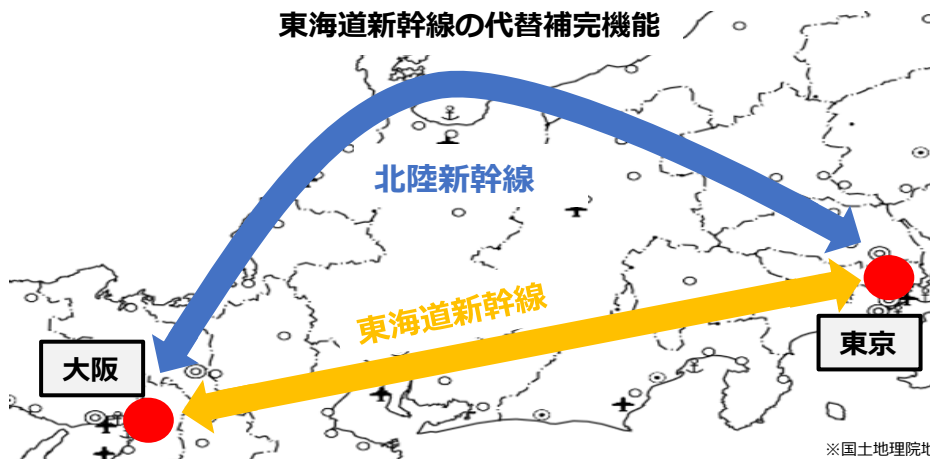 東海道新幹線の代替補完機能
北陸新幹線
東海道新幹線
東京
大阪
※国土地理院地